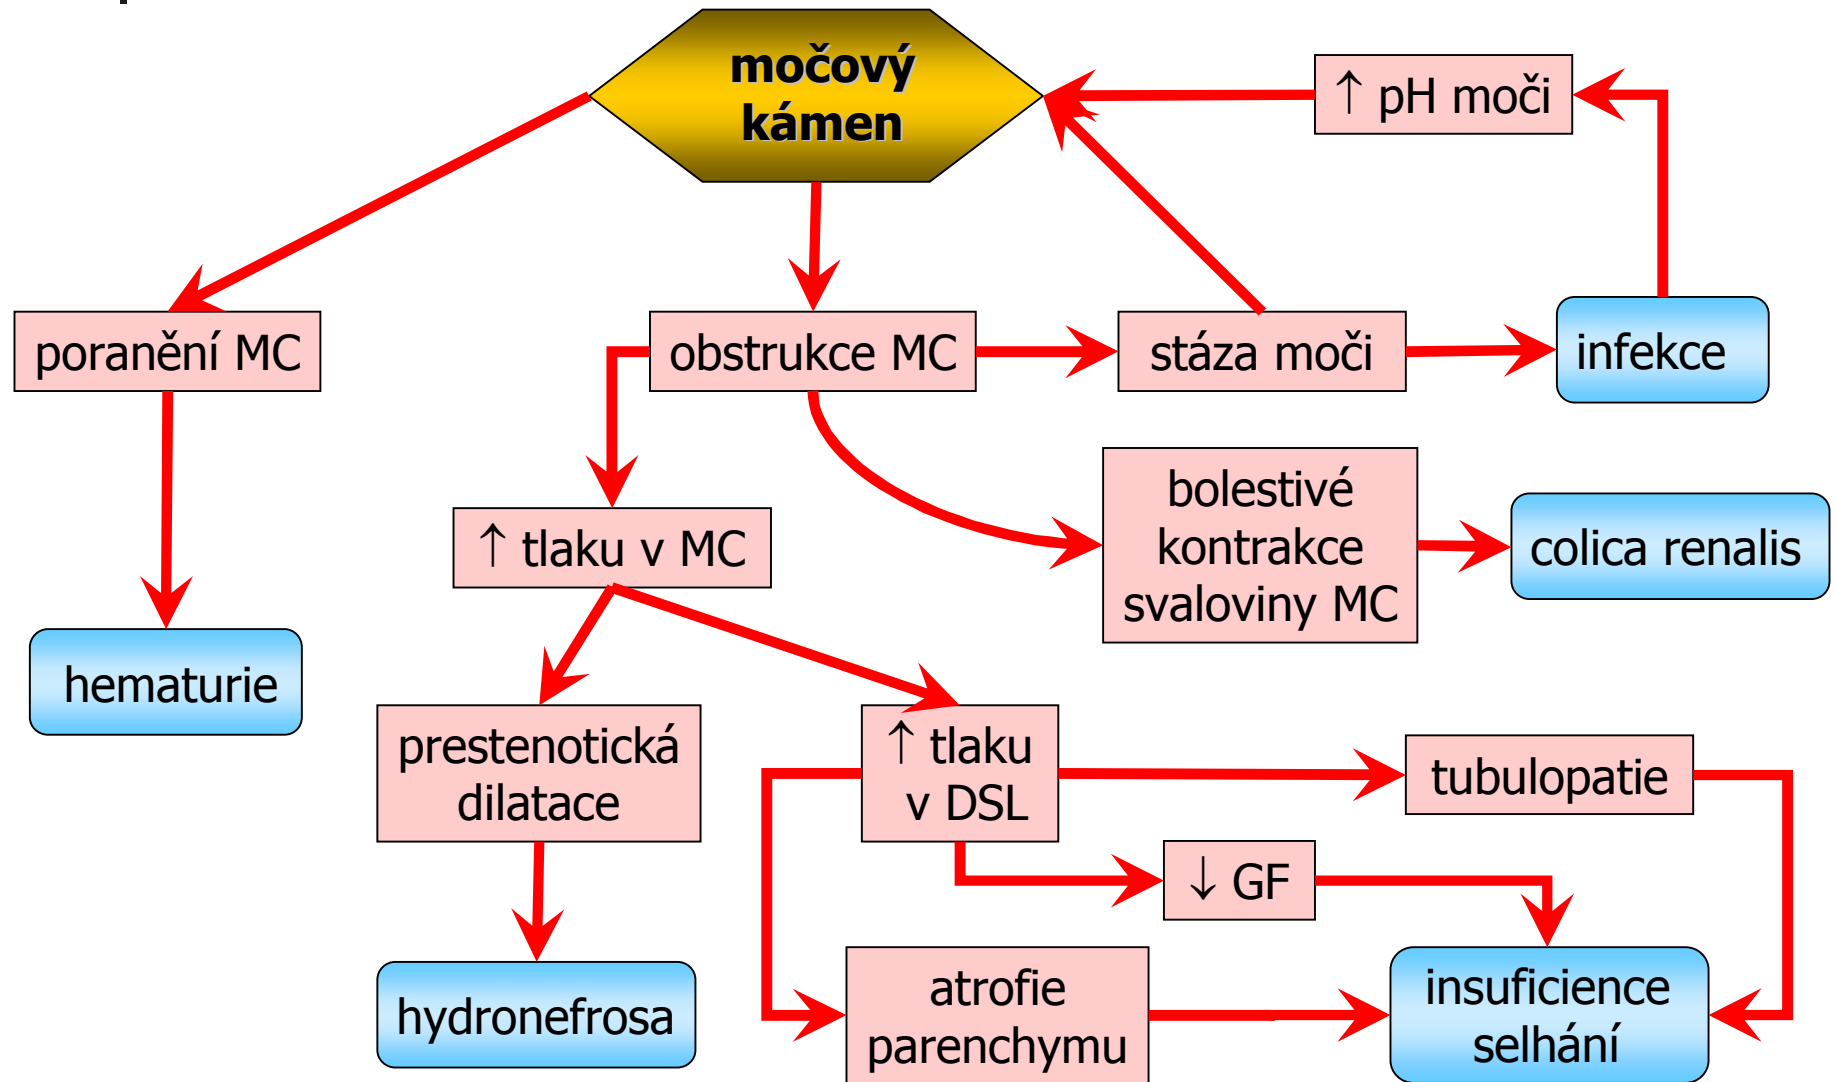 močový
kámen
↑ pH moči
poranění MC
obstrukce MC
stáza moči
infekce
↑ tlaku v MC
bolestivé
kontrakce
svaloviny MC
colica renalis
hematurie
prestenotická
dilatace
↑ tlaku
v DSL
tubulopatie
↓ GF
hydronefrosa
atrofie
parenchymu
insuficience
selhání